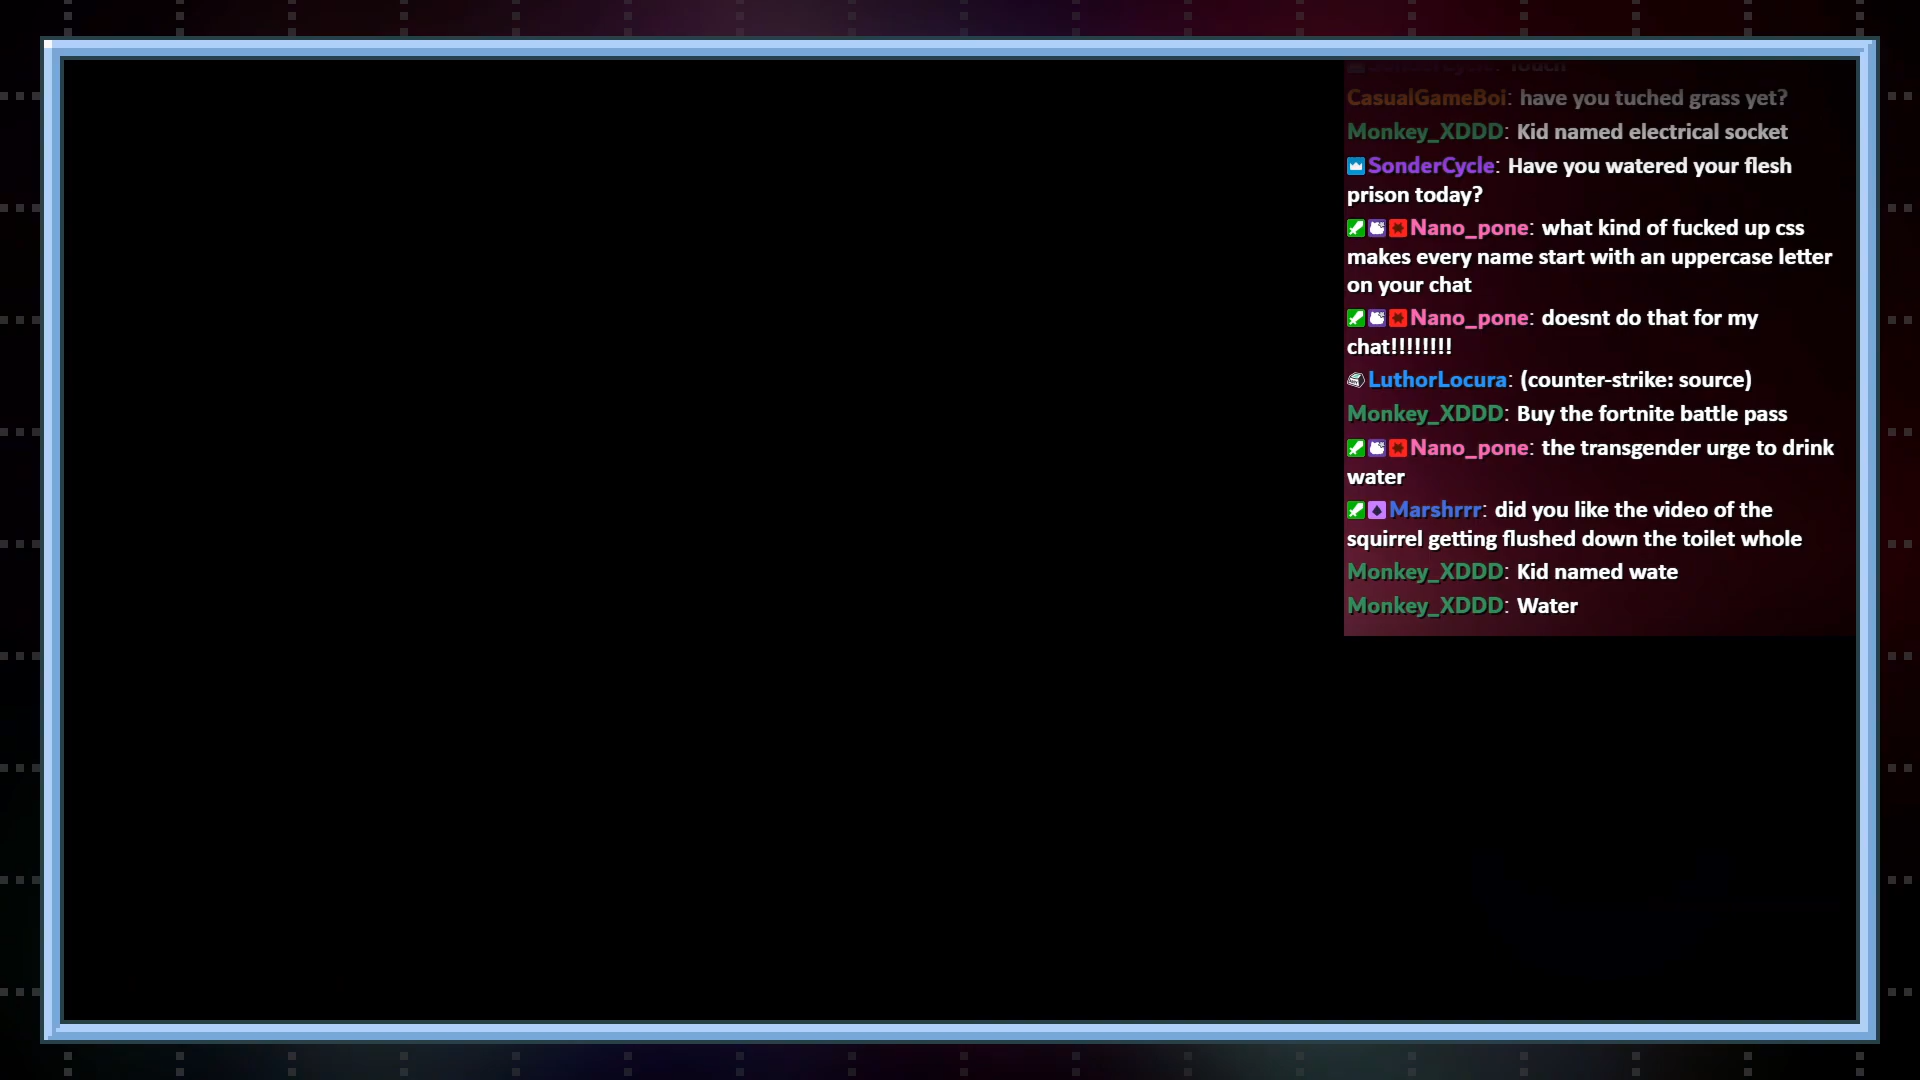 CasualGameBoi: have you tuched grass yet?
Monkey_XDDD: Kid named electrical socket
SonderCycle: Have you watered your flesh
prison today?
Nano_pone: what kind of fucked up css
makes every name start with an uppercase letter
on your chat
Nano_pone: doesnt do that for my
chat!!!!!!!!
LuthorLocura: (counter-strike: source)
Monkey_XDDD: Buy the fortnite battle pass
Nano_pone: the transgender urge to drink
water
Marshrrr: did you like the video of the
squirrel getting flushed down the toilet whole
Monkey_XDDD: Kid named wate
Monkey_XDDD: Water